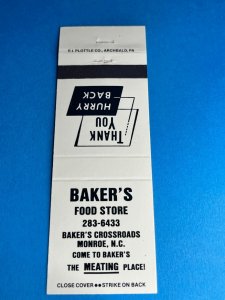 E.I. PLOTTLE CO., ARCHBALD, PA
THANK
YOU
HURRY
BACK
BAKER'S
FOOD STORE
283-6433
BAKER'S CROSSROADS
MONROE, N.C.
COME TO BAKER'S
THE MEATING PLACE!
CLOSE COVER ●● STRIKE ON BACK